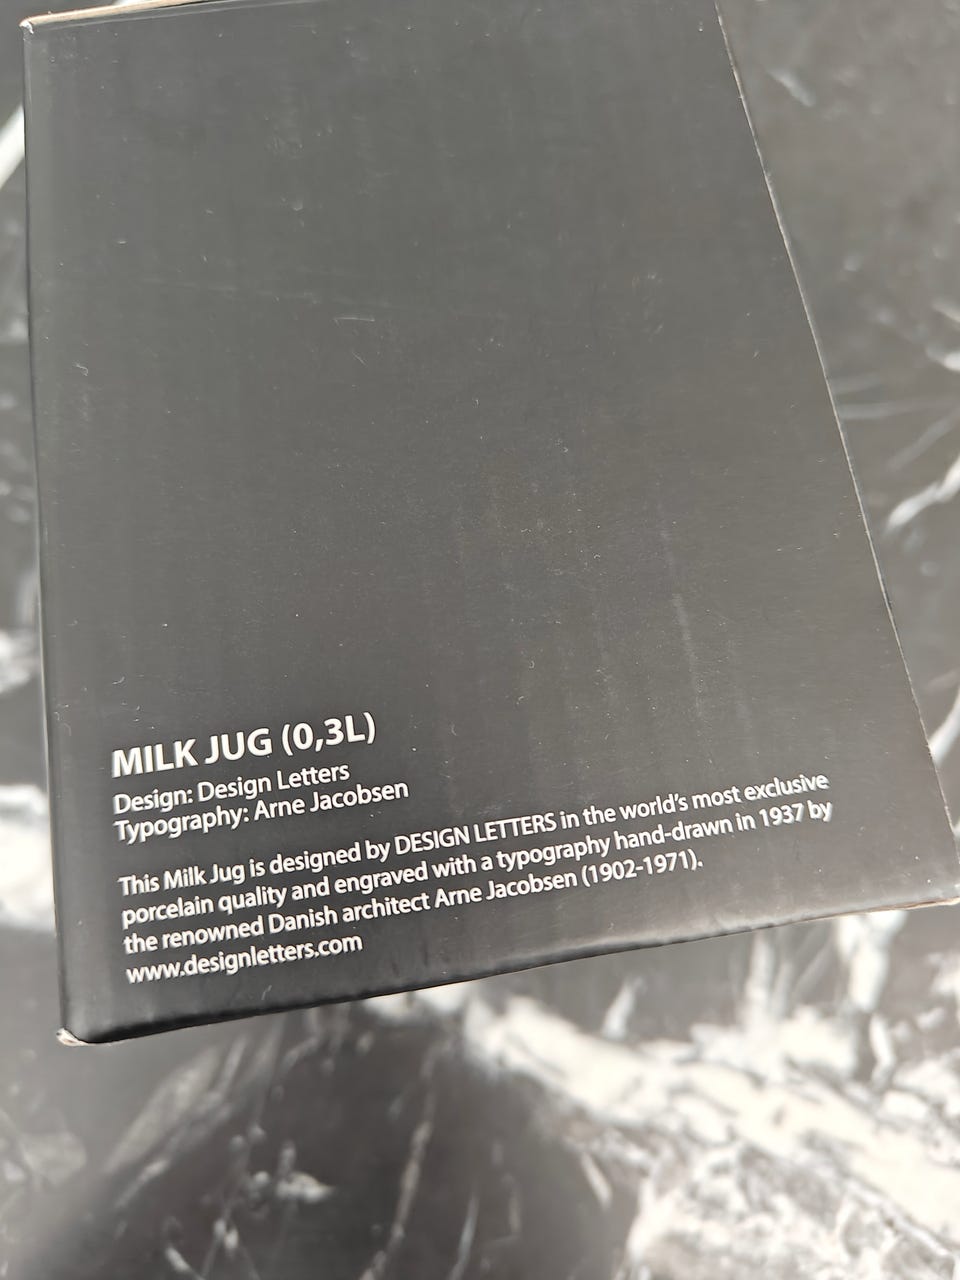 MILK JUG (0,3L)
Design: Design Letters
Typography: Arne Jacobsen
This Milk Jug is designed by DESIGN LETTERS in the world's most exclusive
porcelain quality and engraved with a typography hand-drawn in 1937 by
the renowned Danish architect Arne Jacobsen (1902-1971).
www.designletters.com